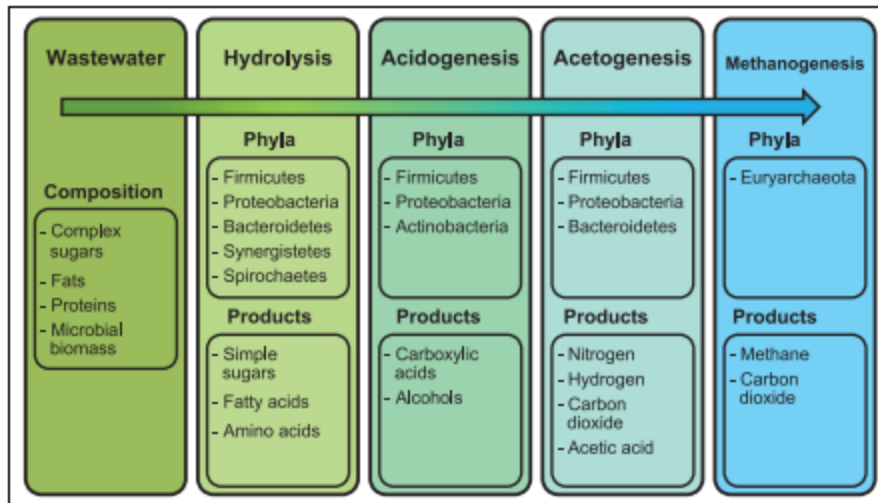 Wastewater
Composition
- Complex
sugars
- Fats
- Proteins
- Microbial
biomass
Hydrolysis
Phyla
- Firmicutes
- Proteobacteria
- Bacteroidetes
- Synergistetes
- Spirochaetes
Products
- Simple
sugars
- Fatty acids
- Amino acids
Acidogenesis
Phyla
- Firmicutes
- Proteobacteria
- Actinobacteria
Products
- Carboxylic
acids
- Alcohols
Acetogenesis
Phyla
- Firmicutes
- Proteobacteria
- Bacteroidetes
Products
- Nitrogen
- Hydrogen
- Carbon
dioxide
- Acetic acid
Methanogenesis
Phyla
- Euryarchaeota
Products
- Methane
- Carbon
dioxide